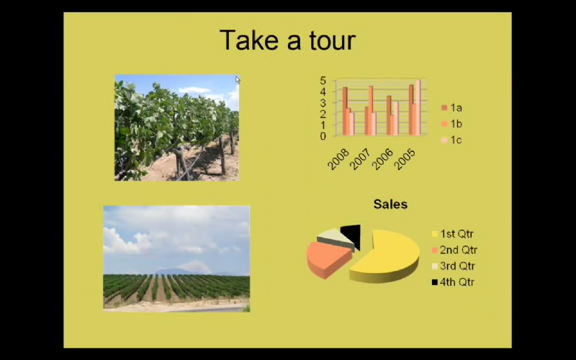 Take a tour
5
4
3
2
1
0
2008 2007 2006 2005
1a
1b
1c
Sales
1st Qtr
2nd Qtr
3rd Qtr
4th Qtr